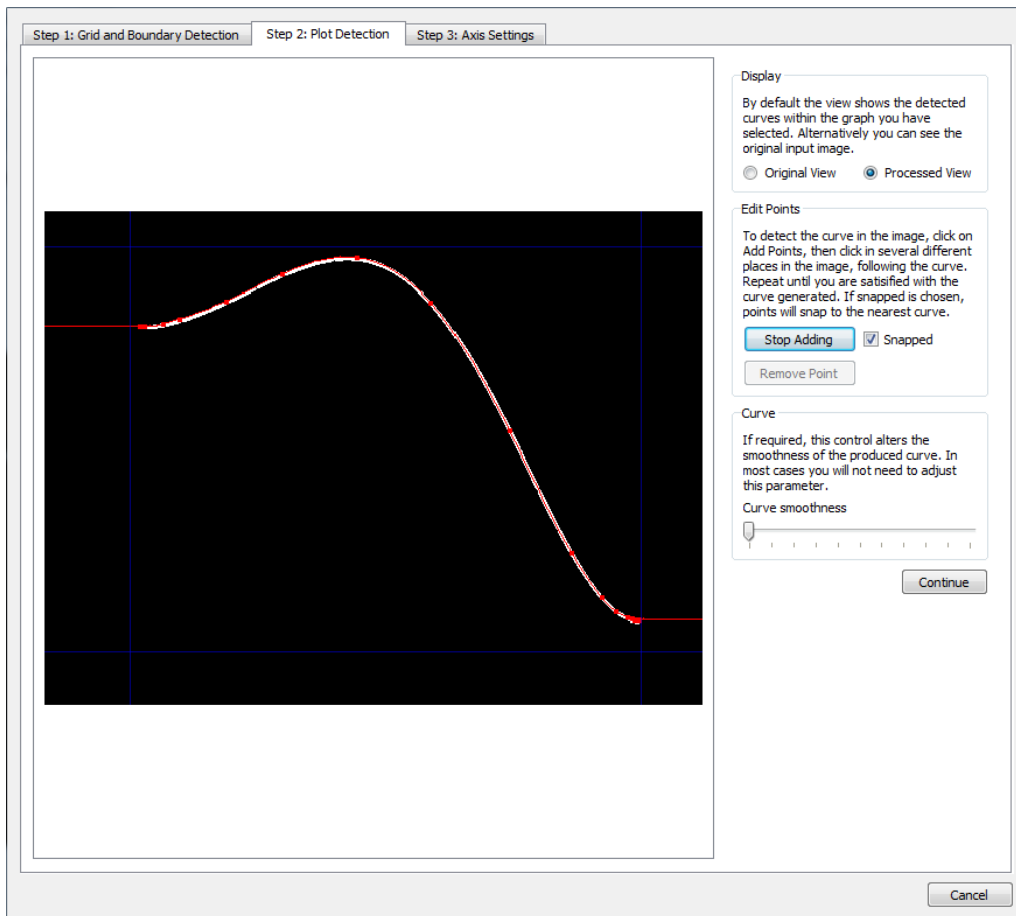 Step 1: Grid and Boundary Detection
Step 2: Plot Detection
Step 3: Axis Settings
Display
By default the view shows the detected
curves within the graph you have
selected. Alternatively you can see the
original input image.
Original View
Processed View
Edit Points
To detect the curve in the image, click on
Add Points, then click in several different
places in the image, following the curve.
Repeat until you are satisified with the
curve generated. If snapped is chosen,
points will snap to the nearest curve.
Stop Adding
Snapped
Remove Point
Curve
If required, this control alters the
smoothness of the produced curve. In
most cases you will not need to adjust
this parameter.
Curve smoothness
Continue
Cancel